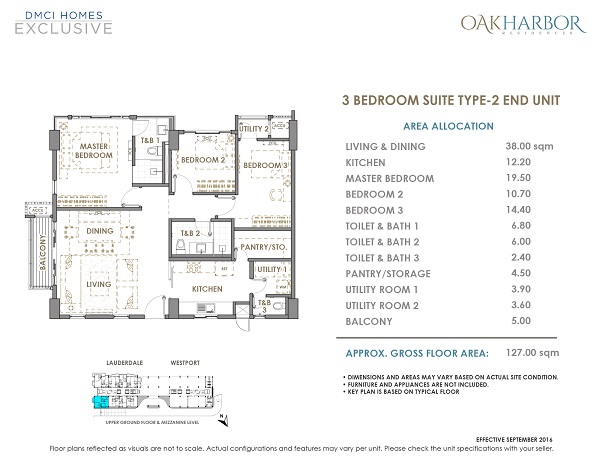 DMCI HOMES
EXCLUSIVE
OAKHARBOR
RESIDENCES
3 BEDROOM SUITE TYPE-2 END UNIT
AREA ALLOCATION
LIVING & DINING 38.00 sqm
KITCHEN 12.20
MASTER BEDROOM 19.50
BEDROOM 2 10.70
BEDROOM 3 14.40
TOILET & BATH 1 6.80
TOILET & BATH 2 6.00
TOILET & BATH 3 2.40
PANTRY/STORAGE 4.50
UTILITY ROOM 1 3.90
UTILITY ROOM 2 3.60
BALCONY 5.00
APPROX. GROSS FLOOR AREA: 127.00 sqm
• DIMENSIONS AND AREAS MAY VARY BASED ON ACTUAL SITE CONDITION.
• FURNITURE AND APPLIANCES ARE NOT INCLUDED.
• KEY PLAN IS BASED ON TYPICAL FLOOR
MASTER
BEDROOM
T&B 1
BEDROOM 2
UTILITY 2
ACCU
BEDROOM 3
ACCU
BALCONY
DINING
LIVING
T&B 2
PANTRY/STO.
KITCHEN
REF
UTILITY 1
T&B
3
LAUDERDALE
WESTPORT
UPPER GROUND FLOOR & MEZZANINE LEVEL
N
EFFECTIVE SEPTEMBER 2016
Floor plans reflected as visuals are not to scale. Actual configurations and features may vary per unit. Please check the unit specifications with your seller.